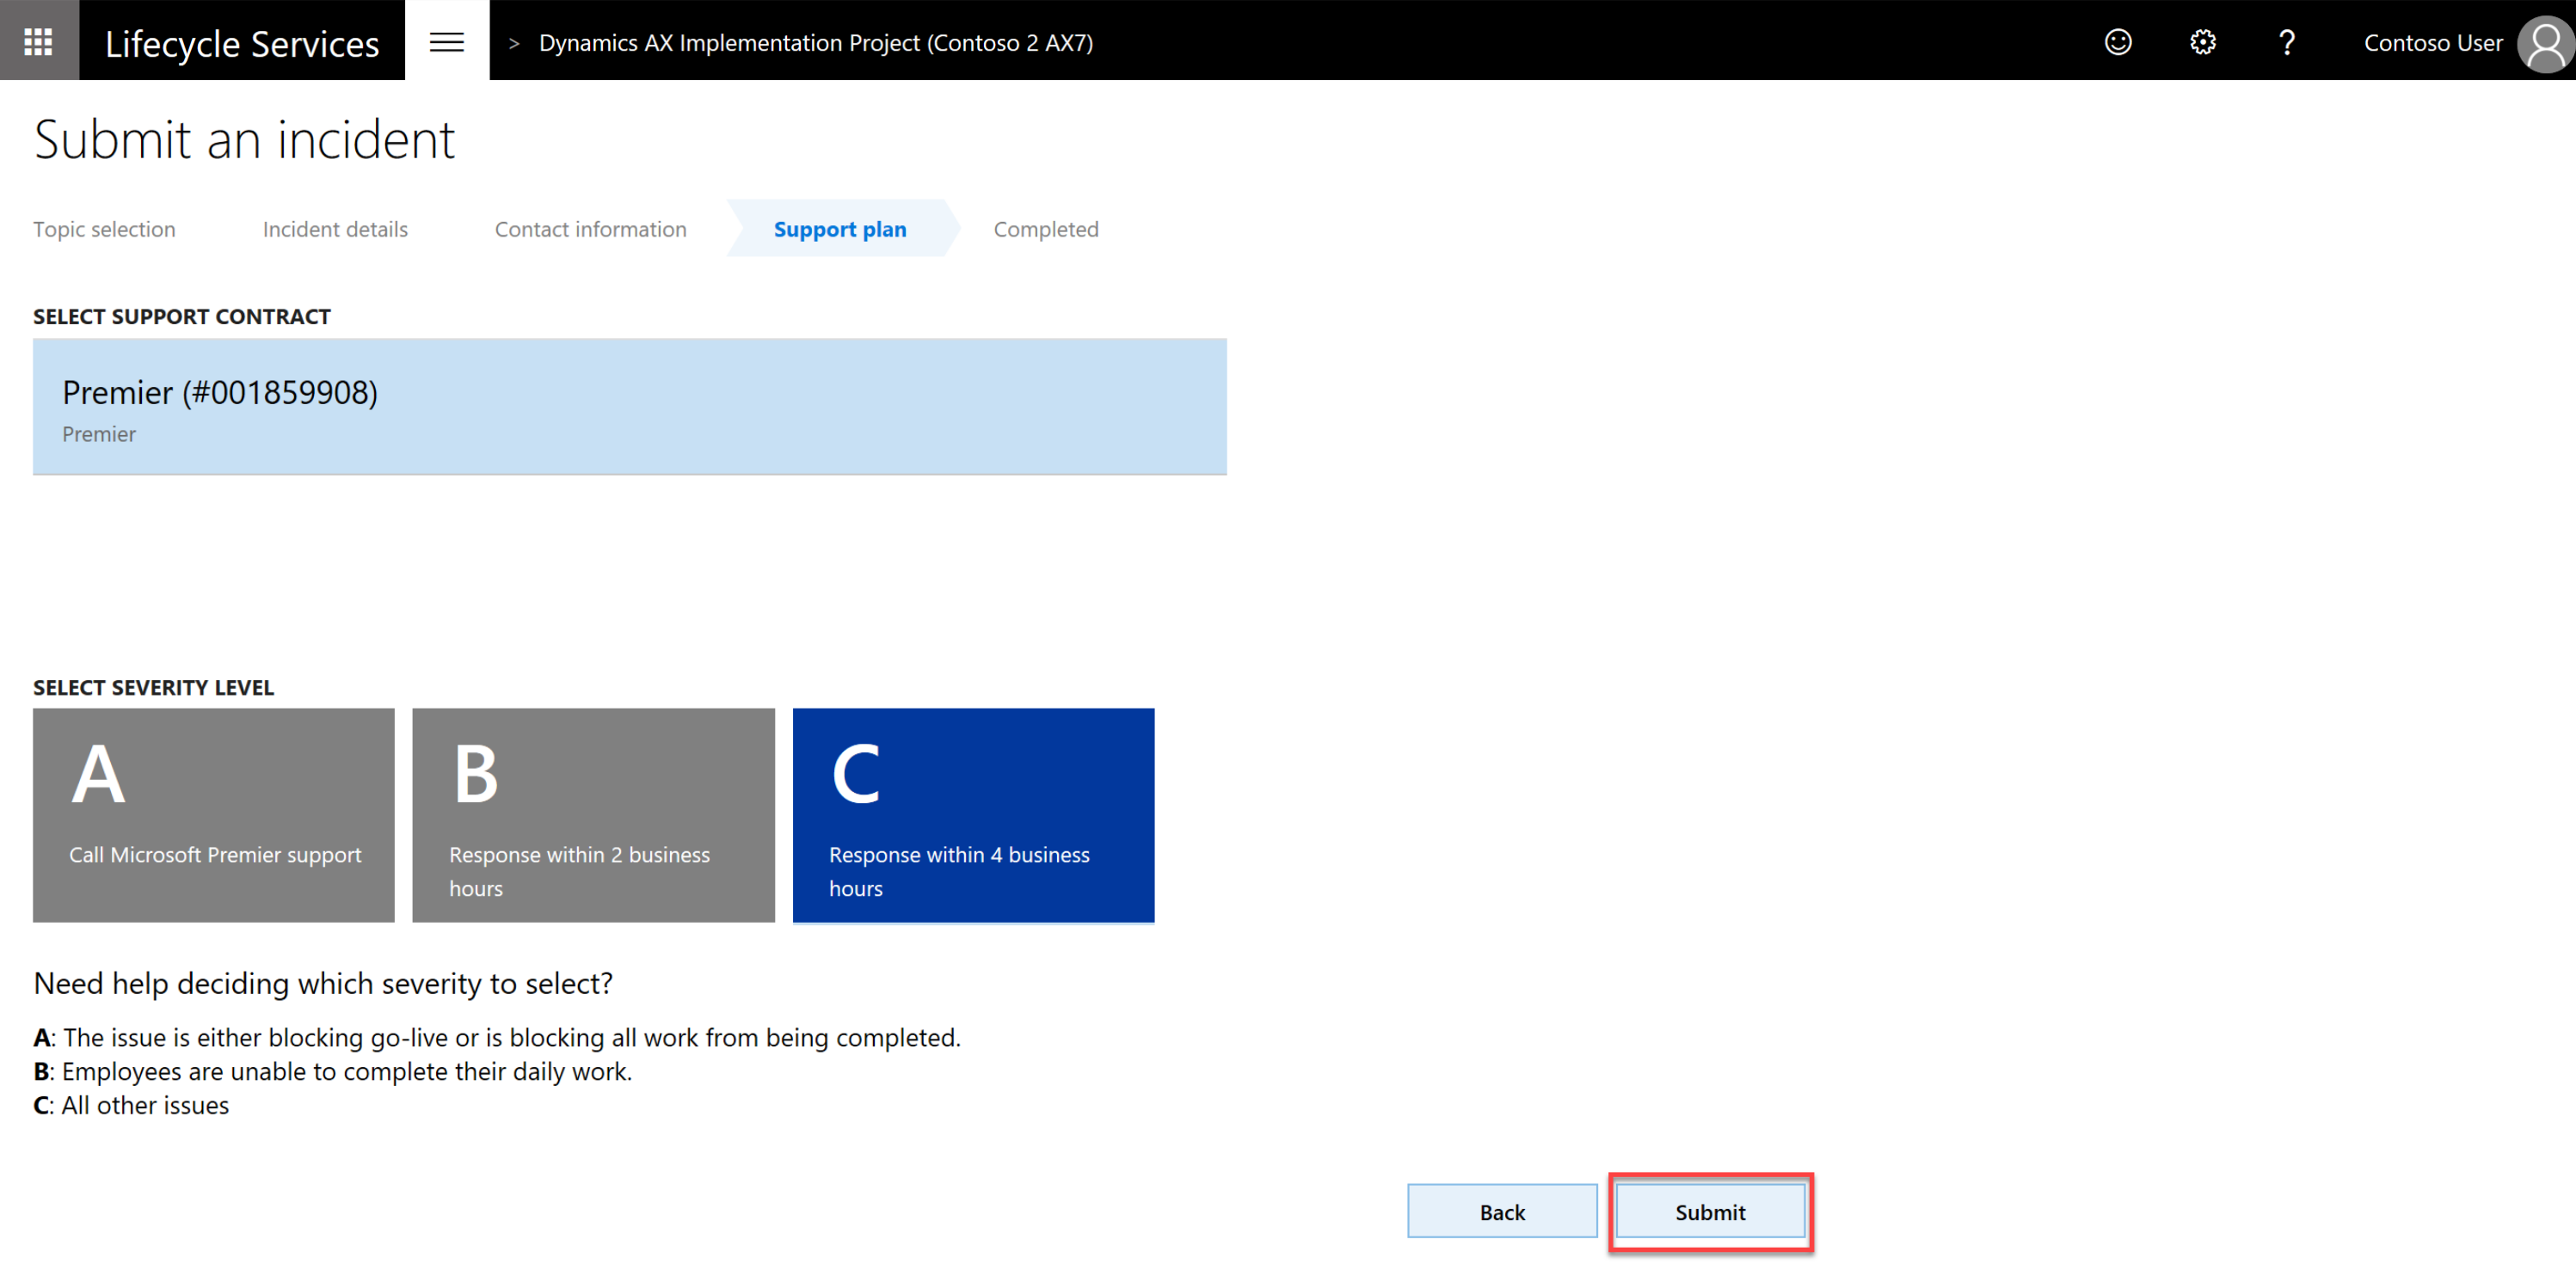 Lifecycle Services > Dynamics AX Implementation Project (Contoso 2 AX7) ? Contoso User
Submit an incident
Topic selection Incident details Contact information Support plan Completed
SELECT SUPPORT CONTRACT
Premier (#001859908)
Premier
SELECT SEVERITY LEVEL
A
Call Microsoft Premier support
B
Response within 2 business
hours
C
Response within 4 business
hours
Need help deciding which severity to select?
A: The issue is either blocking go-live or is blocking all work from being completed.
B: Employees are unable to complete their daily work.
C: All other issues
Back Submit